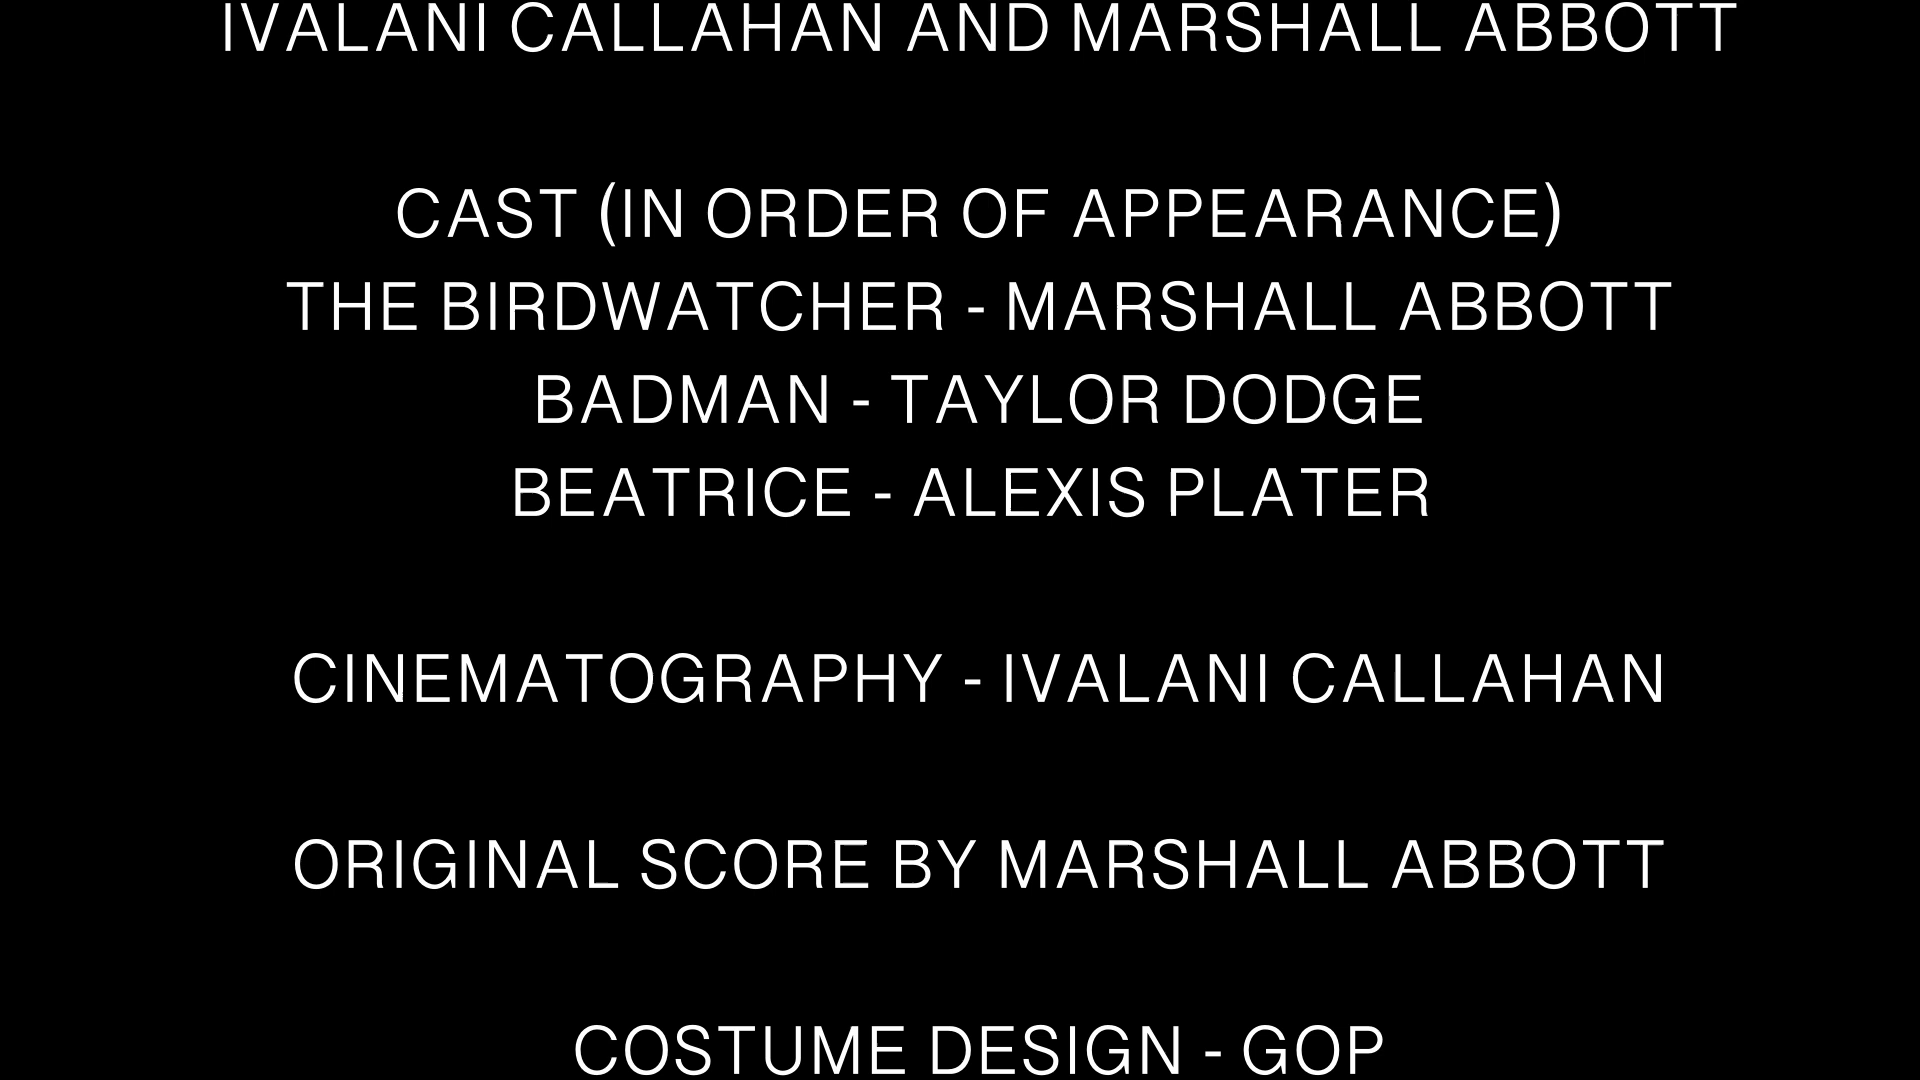 IVALANI CALLAHAN AND MARSHALL ABBOTT
CAST (IN ORDER OF APPEARANCE)
THE BIRDWATCHER - MARSHALL ABBOTT
BADMAN - TAYLOR DODGE
BEATRICE - ALEXIS PLATER
CINEMATOGRAPHY - IVALANI CALLAHAN
ORIGINAL SCORE BY MARSHALL ABBOTT
COSTUME DESIGN - GOP